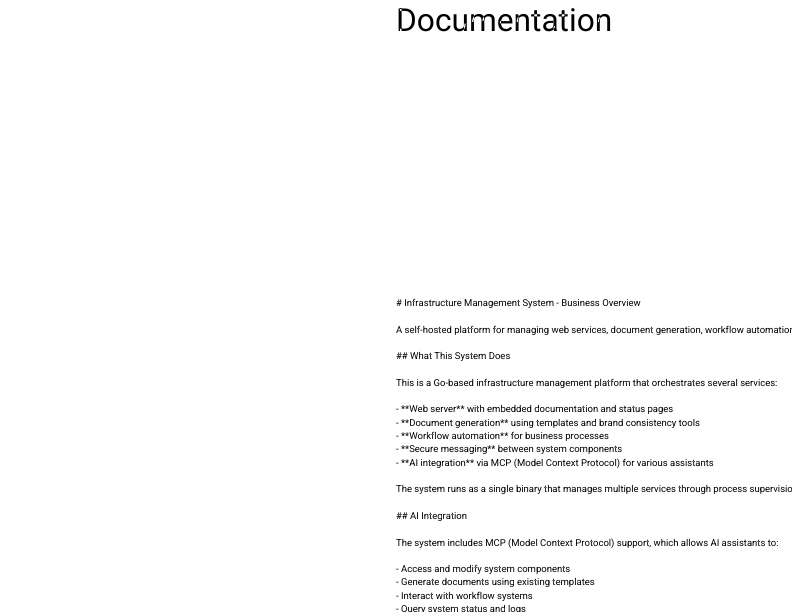 Documentation
# Infrastructure Management System - Business Overview
A self-hosted platform for managing web services, document generation, workflow automation
## What This System Does
This is a Go-based infrastructure management platform that orchestrates several services:
- **Web server** with embedded documentation and status pages
- **Document generation** using templates and brand consistency tools
- **Workflow automation** for business processes
- **Secure messaging** between system components
- **AI integration** via MCP (Model Context Protocol) for various assistants
The system runs as a single binary that manages multiple services through process supervisio
## AI Integration
The system includes MCP (Model Context Protocol) support, which allows AI assistants to:
- Access and modify system components
- Generate documents using existing templates
- Interact with workflow systems
- Query system status and logs